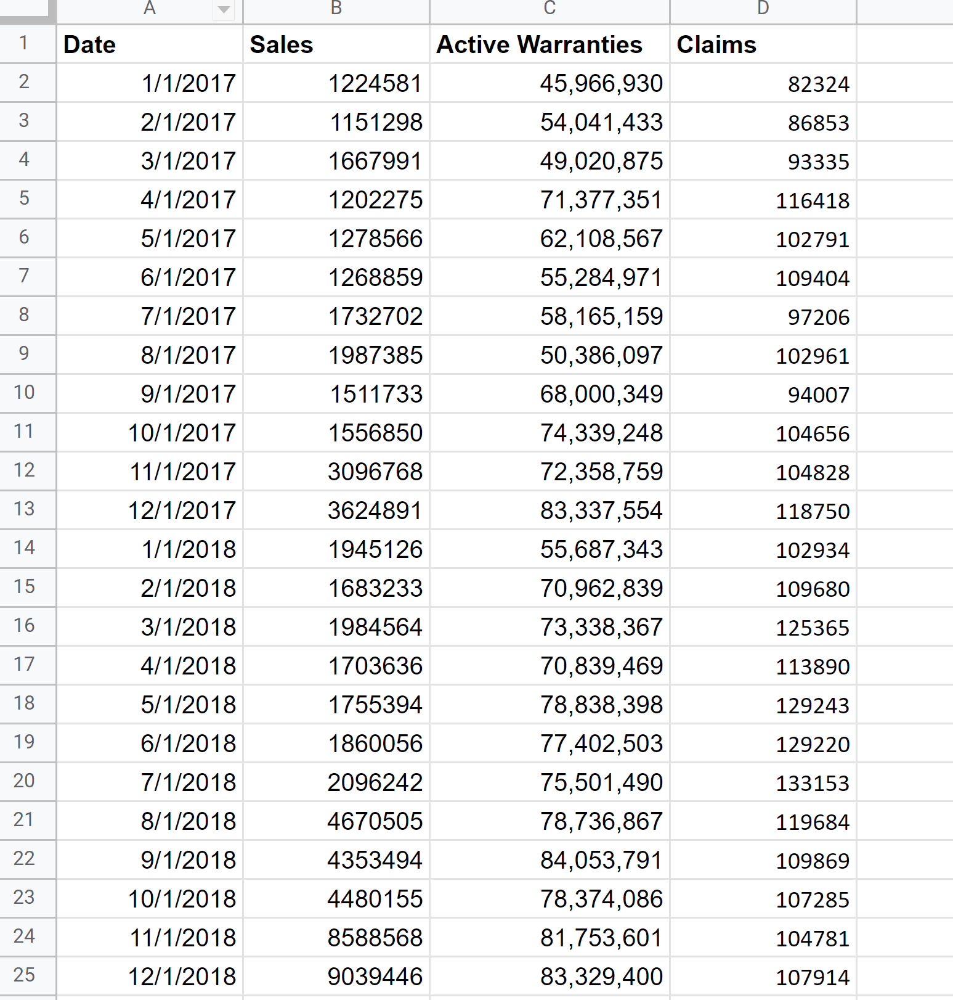 A B C D
1 Date Sales Active Warranties Claims
2 1/1/2017 1224581 45,966,930 82324
3 2/1/2017 1151298 54,041,433 86853
4 3/1/2017 1667991 49,020,875 93335
5 4/1/2017 1202275 71,377,351 116418
6 5/1/2017 1278566 62,108,567 102791
7 6/1/2017 1268859 55,284,971 109404
8 7/1/2017 1732702 58,165,159 97206
9 8/1/2017 1987385 50,386,097 102961
10 9/1/2017 1511733 68,000,349 94007
11 10/1/2017 1556850 74,339,248 104656
12 11/1/2017 3096768 72,358,759 104828
13 12/1/2017 3624891 83,337,554 118750
14 1/1/2018 1945126 55,687,343 102934
15 2/1/2018 1683233 70,962,839 109680
16 3/1/2018 1984564 73,338,367 125365
17 4/1/2018 1703636 70,839,469 113890
18 5/1/2018 1755394 78,838,398 129243
19 6/1/2018 1860056 77,402,503 129220
20 7/1/2018 2096242 75,501,490 133153
21 8/1/2018 4670505 78,736,867 119684
22 9/1/2018 4353494 84,053,791 109869
23 10/1/2018 4480155 78,374,086 107285
24 11/1/2018 8588568 81,753,601 104781
25 12/1/2018 9039446 83,329,400 107914